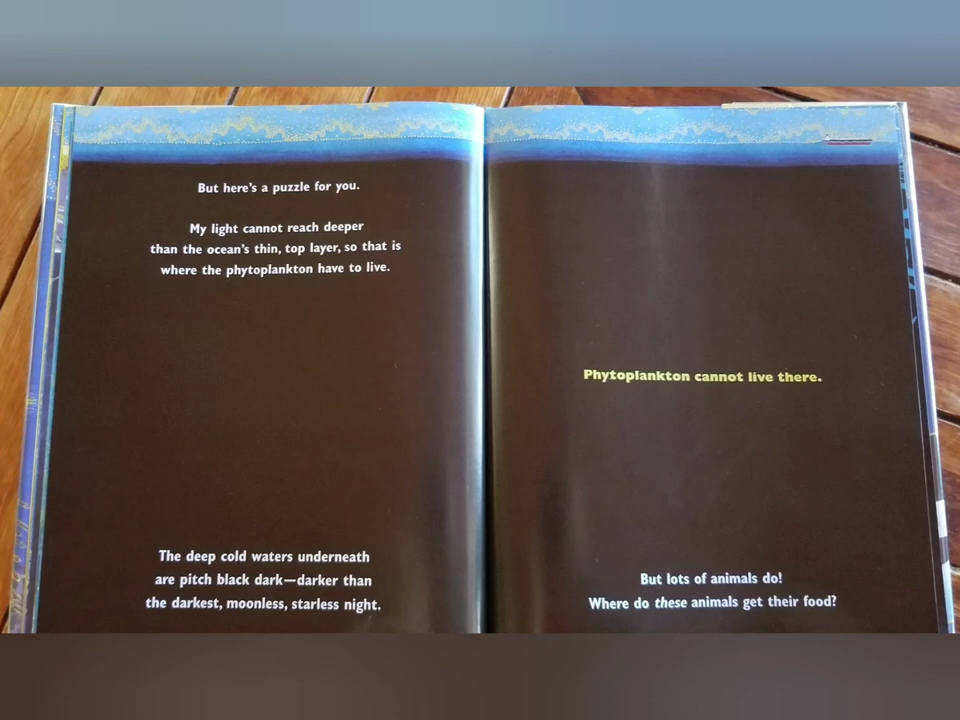 But here's a puzzle for you.
My light cannot reach deeper
than the ocean's thin, top layer, so that is
where the phytoplankton have to live.
The deep cold waters underneath
are pitch black dark—darker than
the darkest, moonless, starless night.
Phytoplankton cannot live there.
But lots of animals do!
Where do these animals get their food?